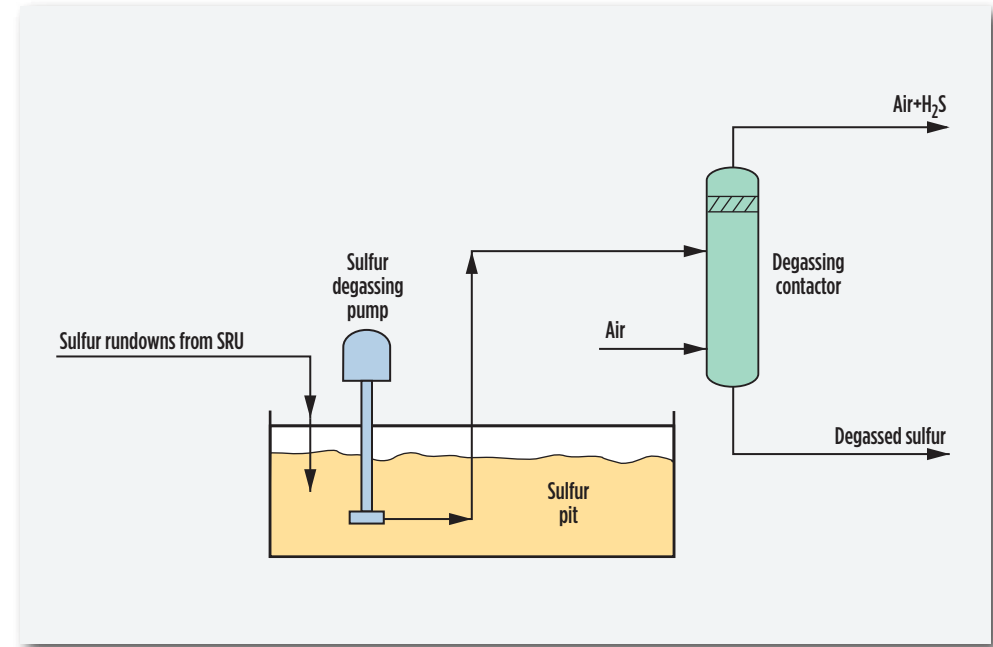 Air+H₂S
Sulfur
degassing
pump
Degassing
contactor
Sulfur rundowns from SRU
Air
Degassed sulfur
Sulfur
pit